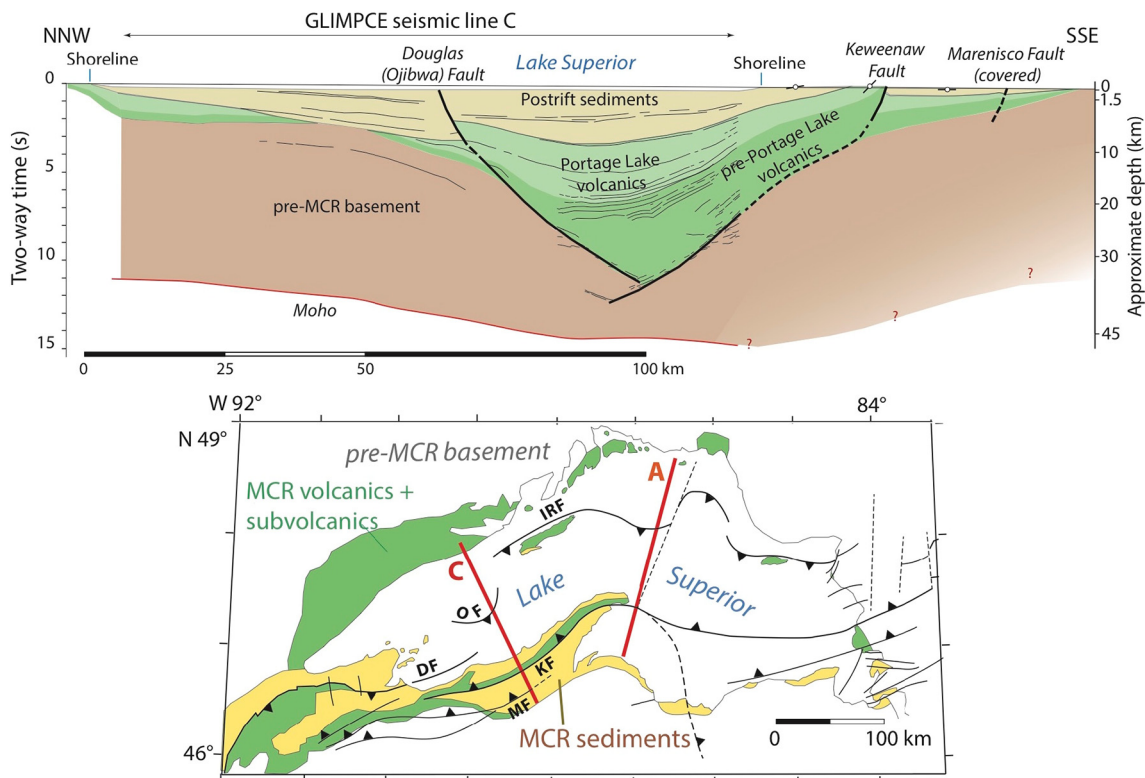 GLIMPCE seismic line C
NNW
SSE
Shoreline
Douglas
(Ojibwa) Fault
Lake Superior
Shoreline
Keweenaw
Fault
Marenisco Fault
(covered)
0
5
10
15
Two-way time (s)
0
1.5
10
20
30
45
Approximate depth (km)
Postrift sediments
Portage Lake
volcanics
pre-Portage Lake
volcanics
pre-MCR basement
Moho
?
?
?
0
25
50
100 km
W 92°
84°
N 49°
46°
pre-MCR basement
MCR volcanics +
subvolcanics
IRF
A
C
Lake
Superior
OF
DF
KF
MF
MCR sediments
0
100 km